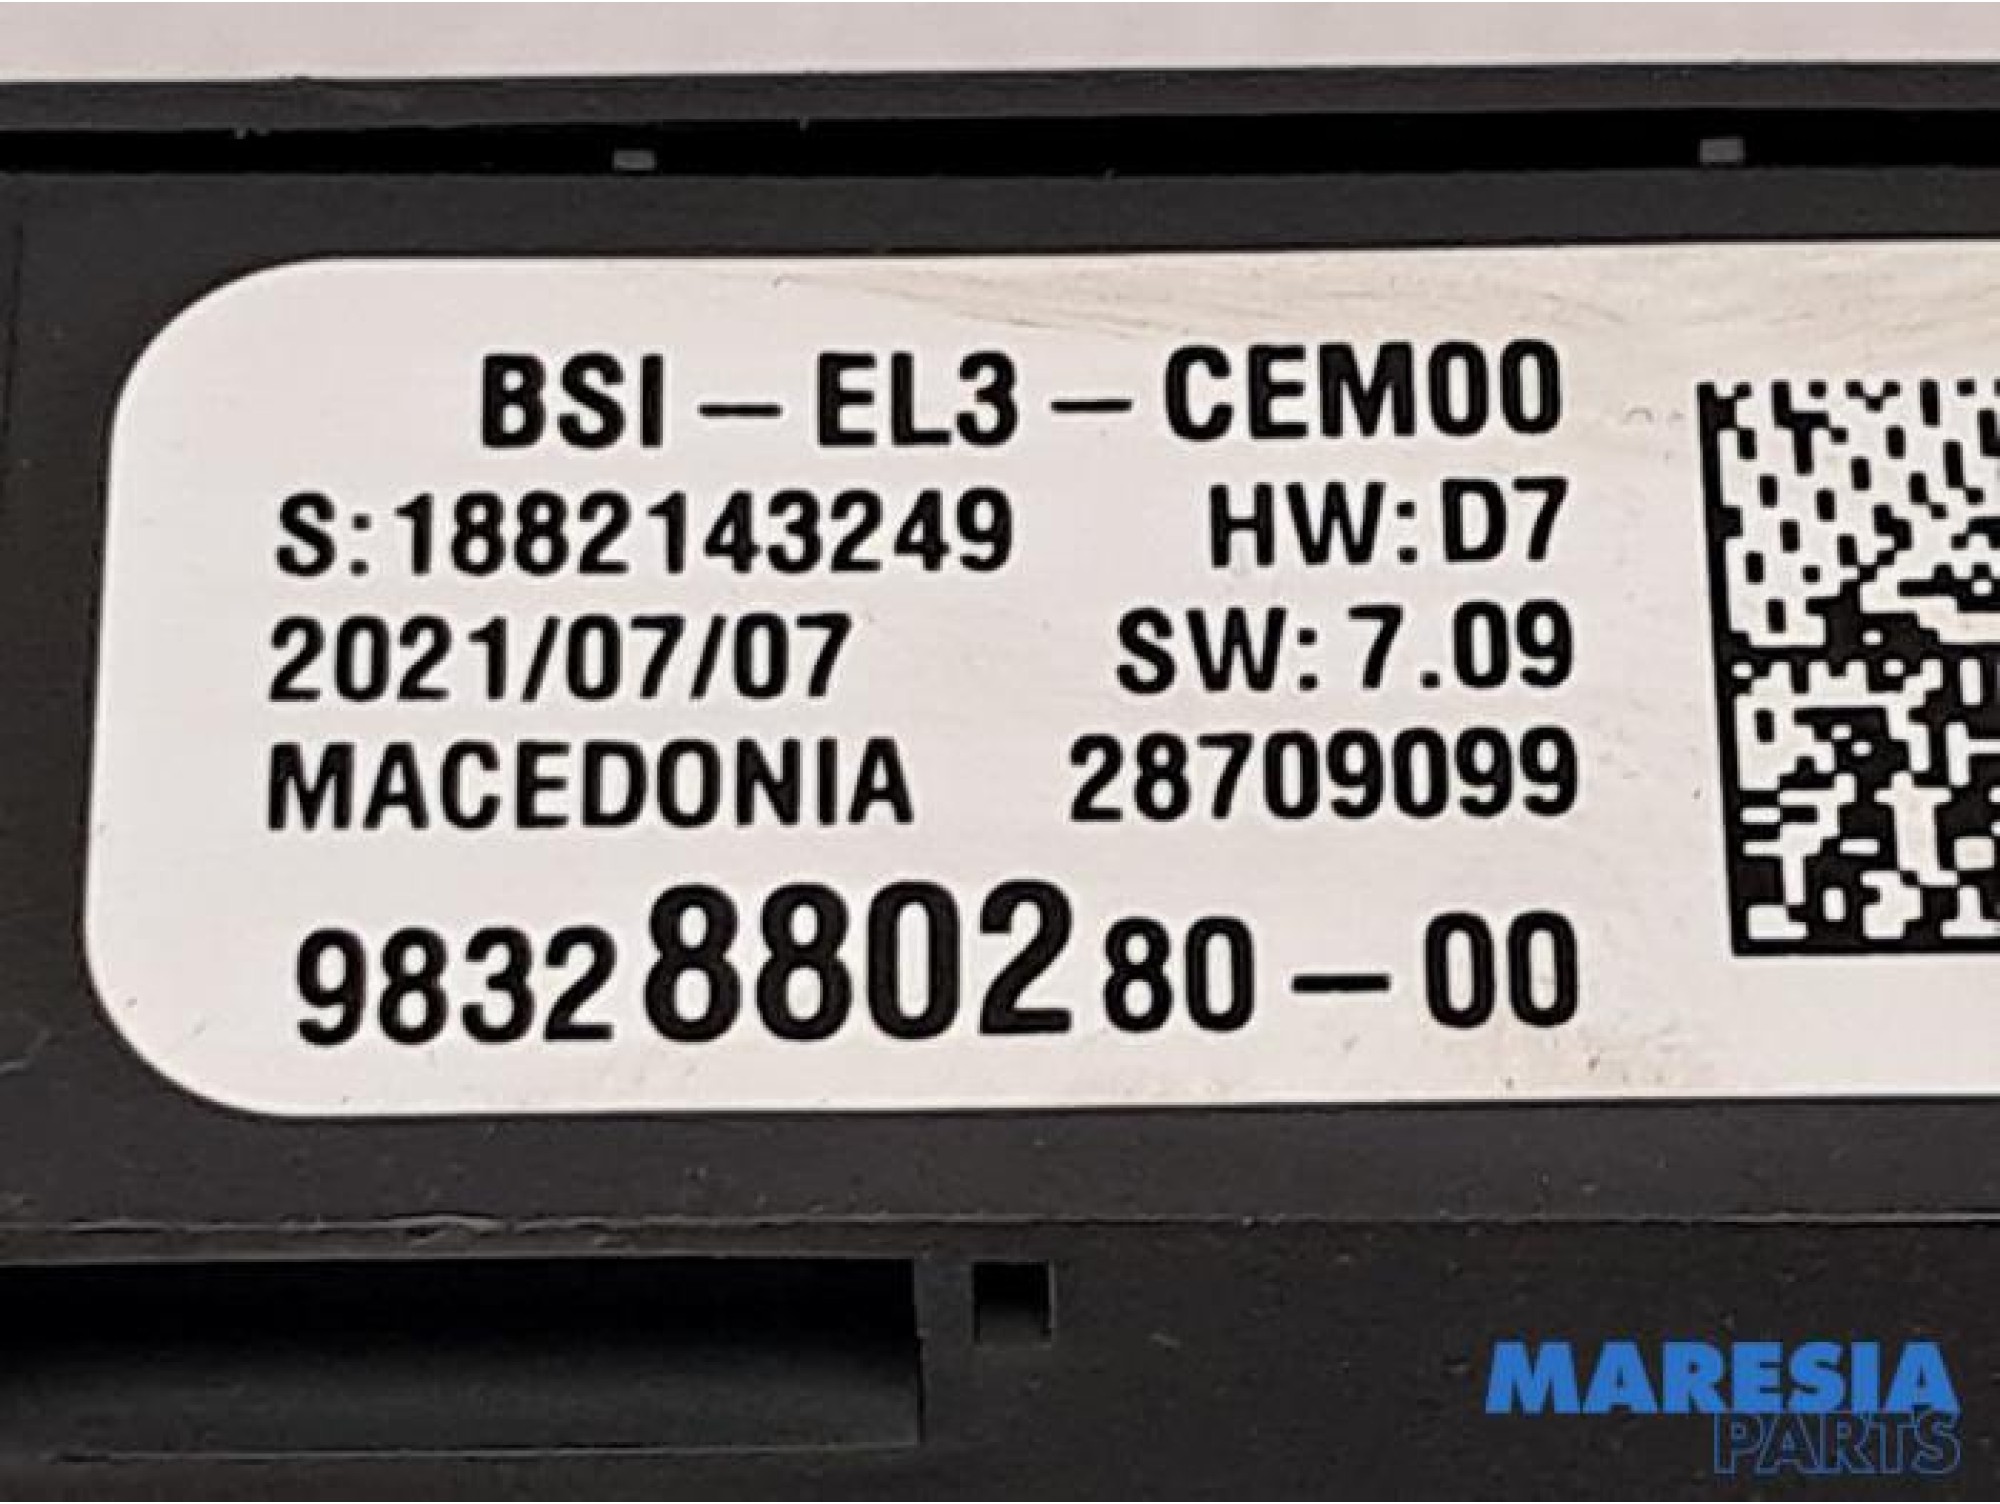 BSI-EL3-CEM00
S:1882143249 HW:D7
2021/07/07 SW:7.09
MACEDONIA 28709099
9832880280-00
MARESIA
PARTS